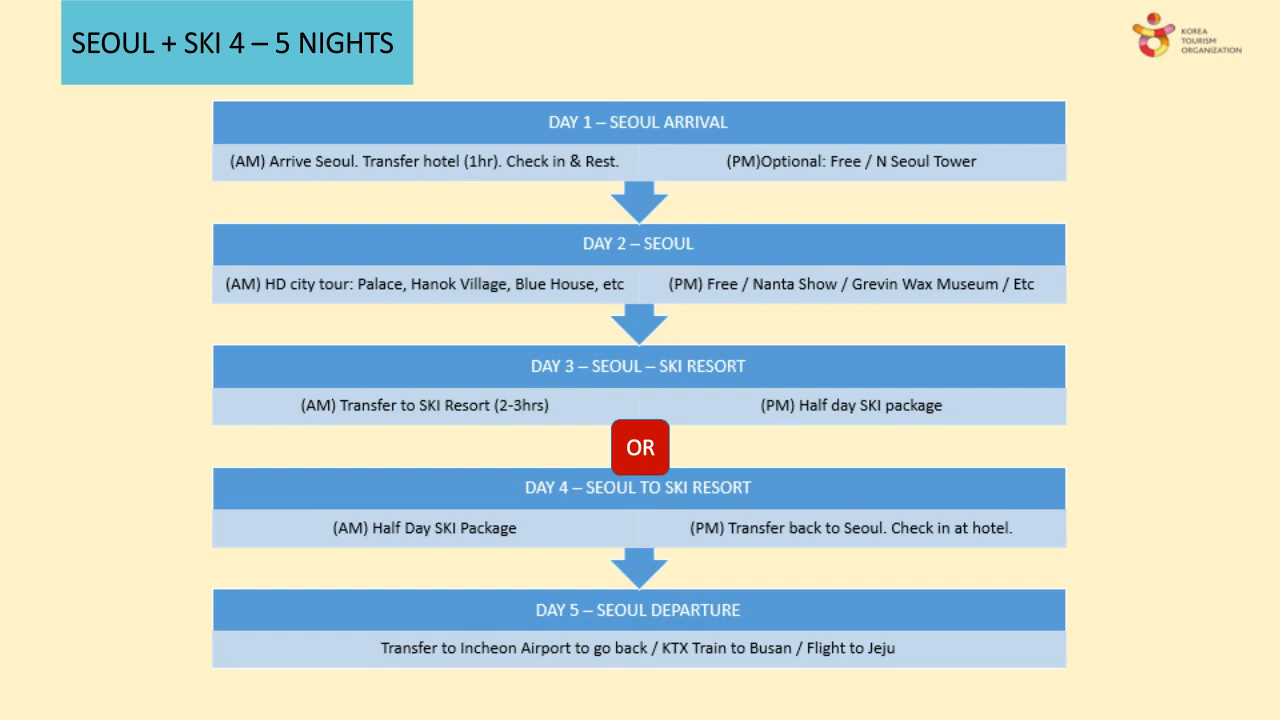 SEOUL + SKI 4 – 5 NIGHTS
KOREA
TOURISM
ORGANIZATION
DAY 1 – SEOUL ARRIVAL
(AM) Arrive Seoul. Transfer hotel (1hr). Check in & Rest.
(PM)Optional: Free / N Seoul Tower
DAY 2 – SEOUL
(AM) HD city tour: Palace, Hanok Village, Blue House, etc
(PM) Free / Nanta Show / Grevin Wax Museum / Etc
DAY 3 – SEOUL – SKI RESORT
(AM) Transfer to SKI Resort (2-3hrs)
(PM) Half day SKI package
OR
DAY 4 – SEOUL TO SKI RESORT
(AM) Half Day SKI Package
(PM) Transfer back to Seoul. Check in at hotel.
DAY 5 – SEOUL DEPARTURE
Transfer to Incheon Airport to go back / KTX Train to Busan / Flight to Jeju